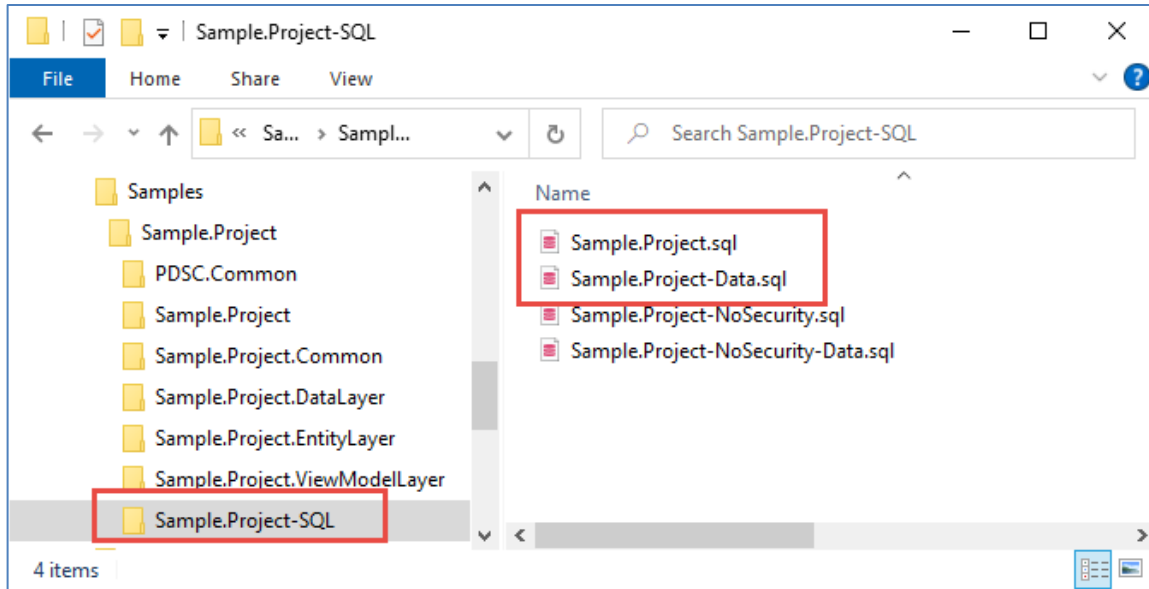 Sample.Project-SQL
File Home Share View ?
« Sa... › Sampl... Search Sample.Project-SQL
Samples
Sample.Project
PDSC.Common
Sample.Project
Sample.Project.Common
Sample.Project.DataLayer
Sample.Project.EntityLayer
Sample.Project.ViewModelLayer
Sample.Project-SQL
Name
Sample.Project.sql
Sample.Project-Data.sql
Sample.Project-NoSecurity.sql
Sample.Project-NoSecurity-Data.sql
4 items